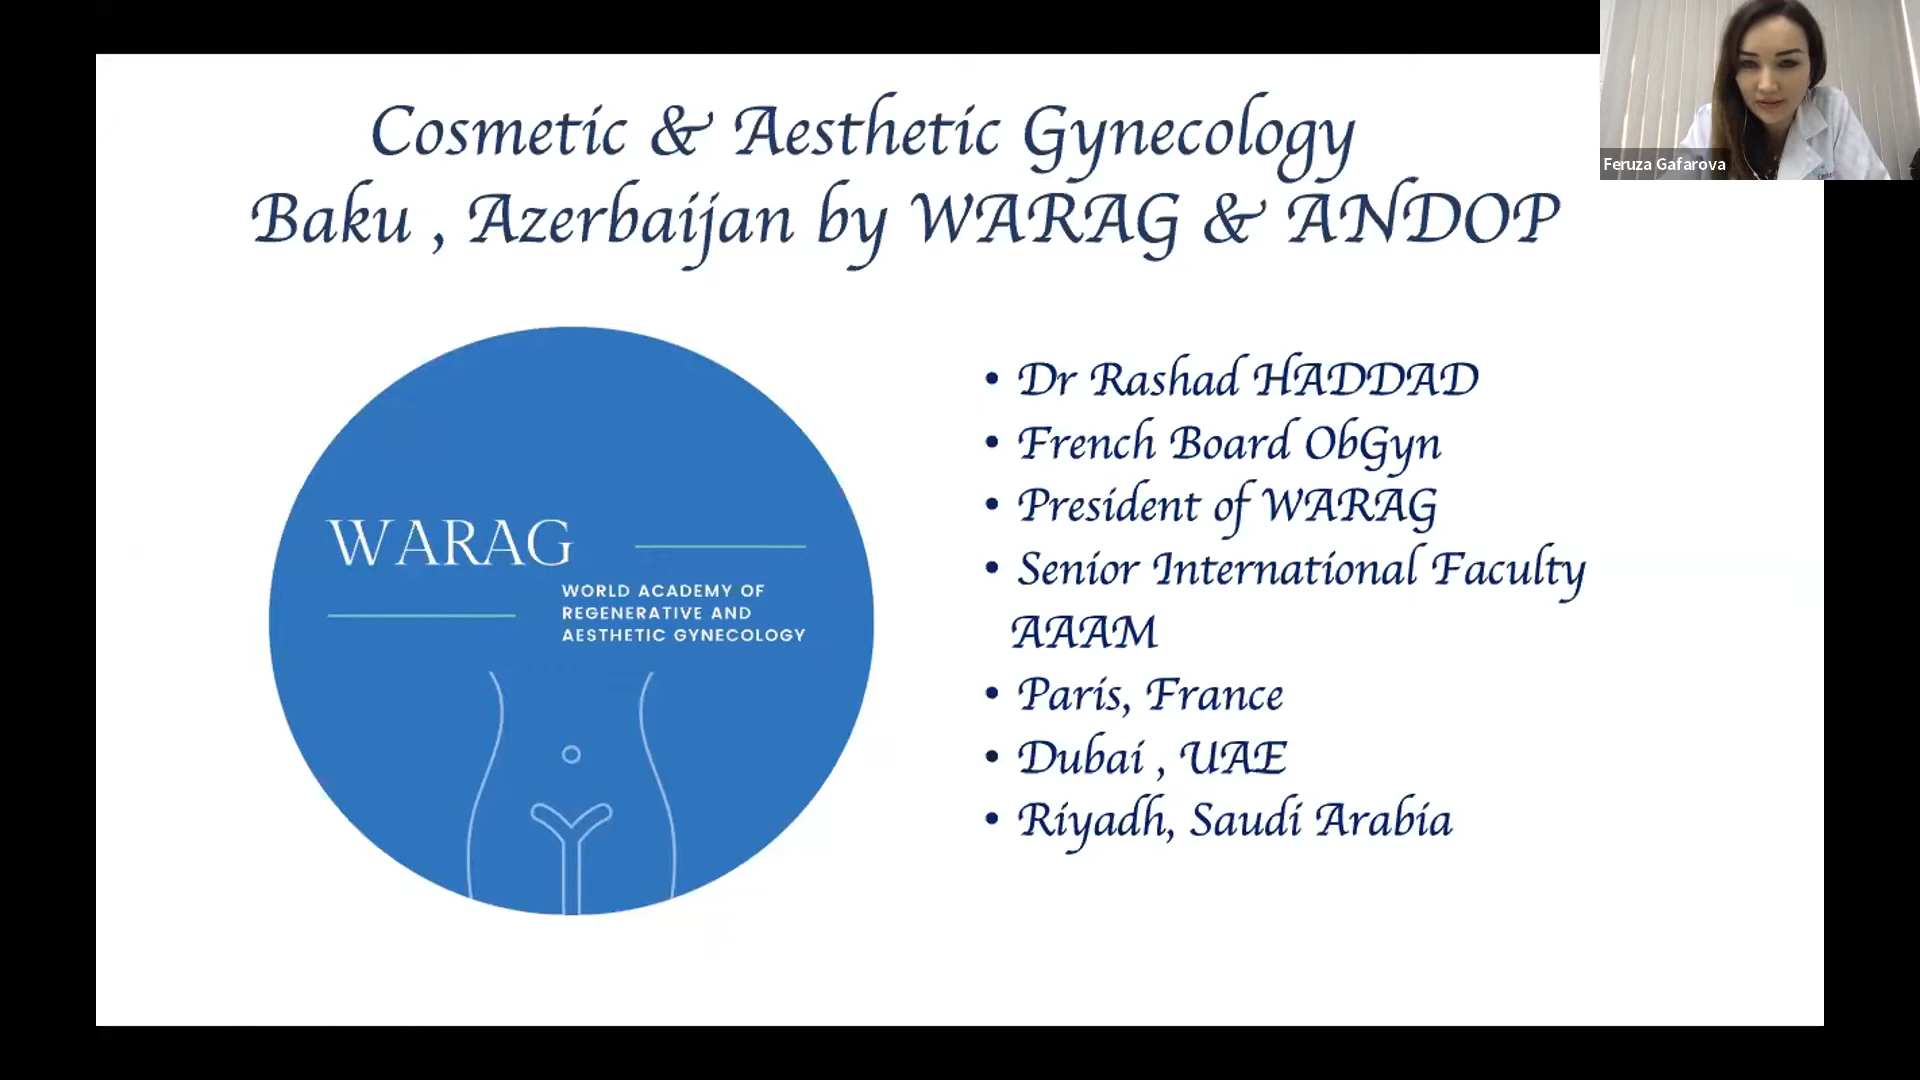 Cosmetic & Aesthetic Gynecology
Baku , Azerbaijan by WARAG & ANDOP
Feruza Gafarova
WARAG
WORLD ACADEMY OF
REGENERATIVE AND
AESTHETIC GYNECOLOGY
• Dr Rashad HADDAD
• French Board ObGyn
• President of WARAG
• Senior International Faculty
AAAM
• Paris, France
• Dubai , UAE
• Riyadh, Saudi Arabia